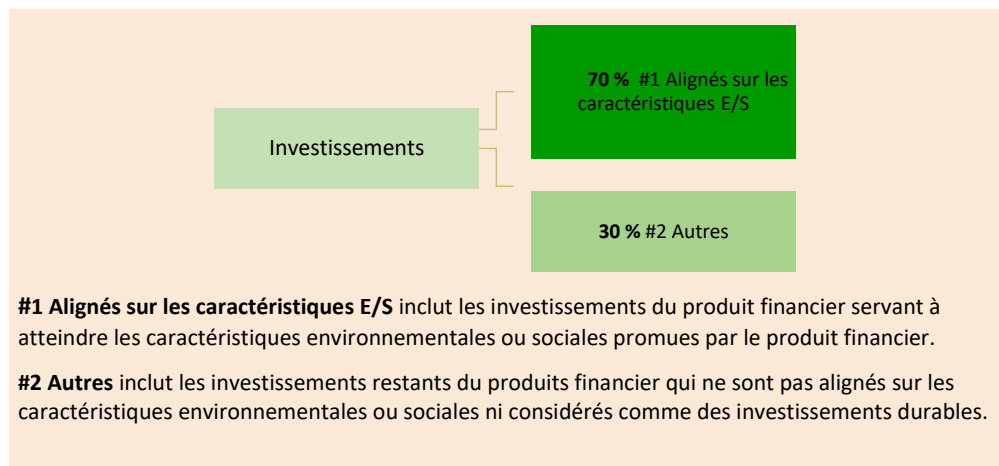 70 % #1 Alignés sur les
caractéristiques E/S
Investissements
30 % #2 Autres
#1 Alignés sur les caractéristiques E/S inclut les investissements du produit financier servant à
atteindre les caractéristiques environnementales ou sociales promues par le produit financier.
#2 Autres inclut les investissements restants du produits financier qui ne sont pas alignés sur les
caractéristiques environnementales ou sociales ni considérés comme des investissements durables.